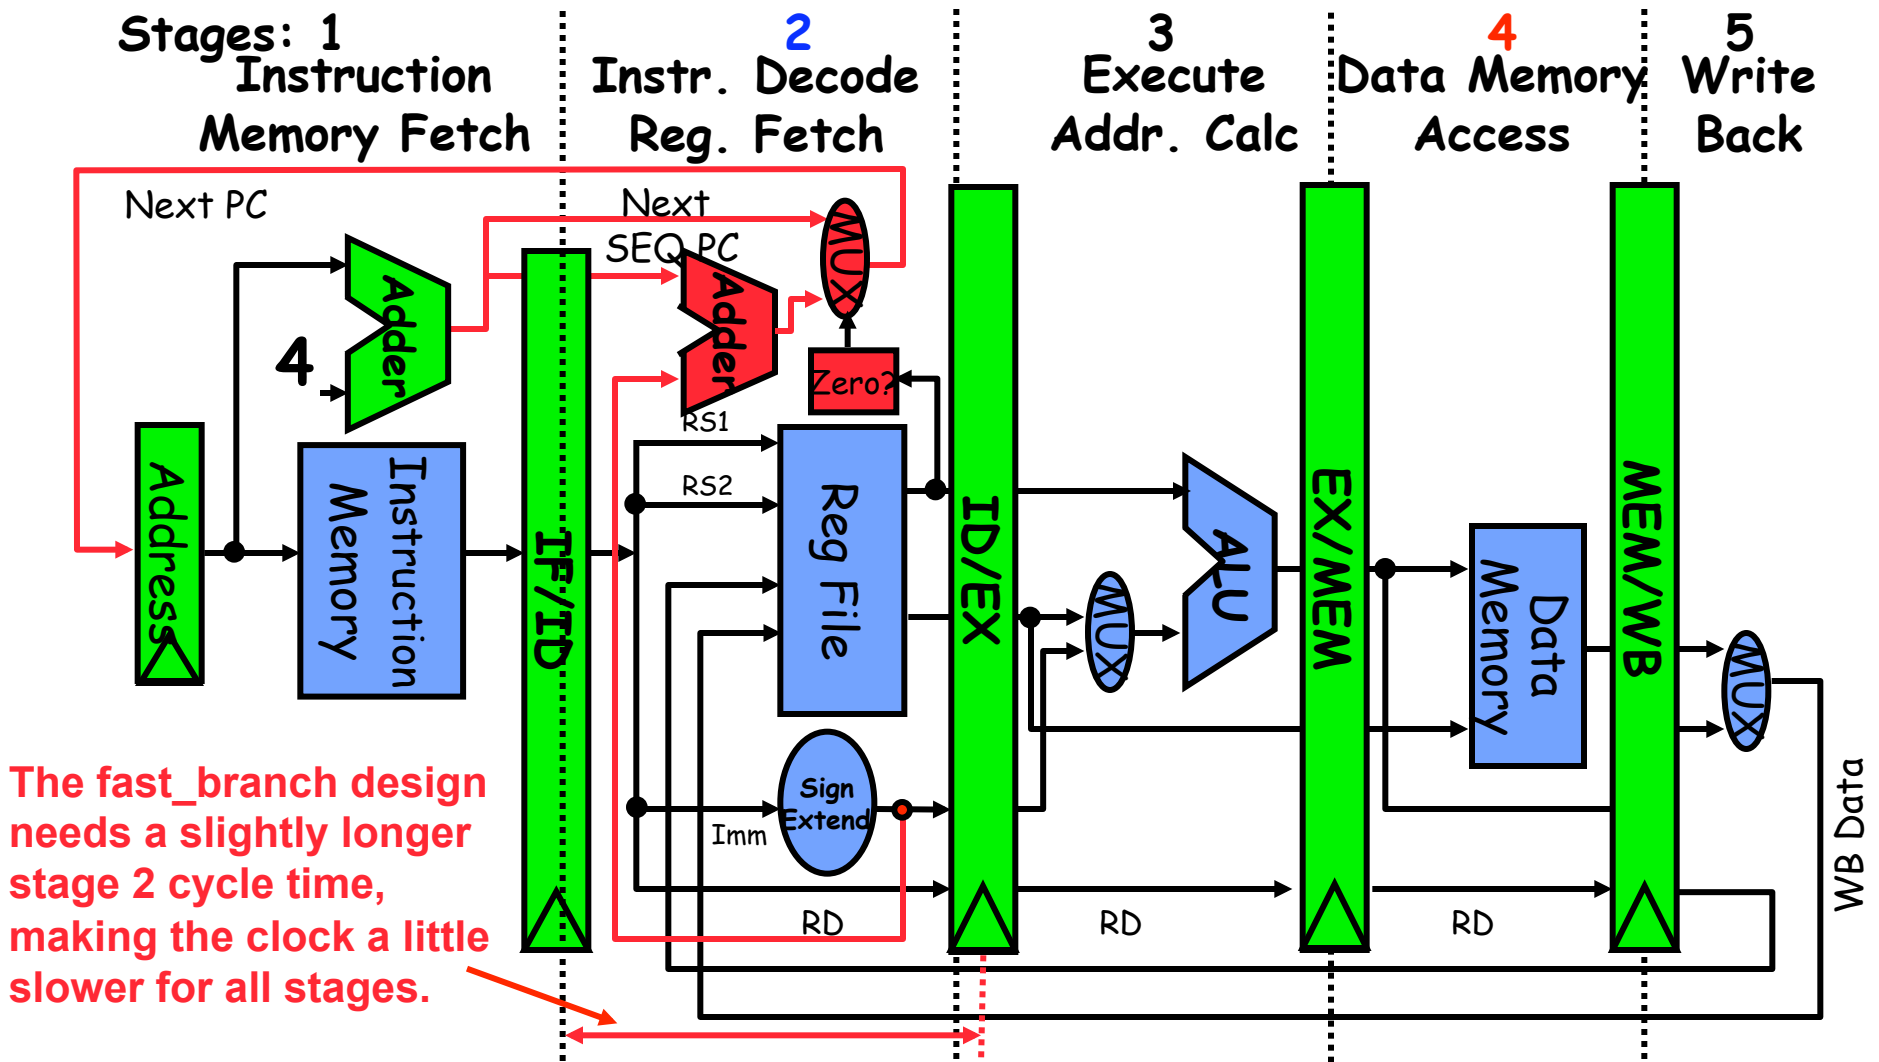 Stages: 1
Instruction
Memory Fetch
2
Instr. Decode
Reg. Fetch
3
Execute
Addr. Calc
4
Data Memory
Access
5
Write
Back
Next PC
Next
SEQ PC
MUX
Adder
Adder
4
Zero?
RS1
RS2
Address
Instruction
Memory
IF/ID
Reg File
ID/EX
MUX
ALU
EX/MEM
Data
Memory
MEM/WB
MUX
Sign
Extend
Imm
RD
RD
RD
WB Data
The fast_branch design
needs a slightly longer
stage 2 cycle time,
making the clock a little
slower for all stages.